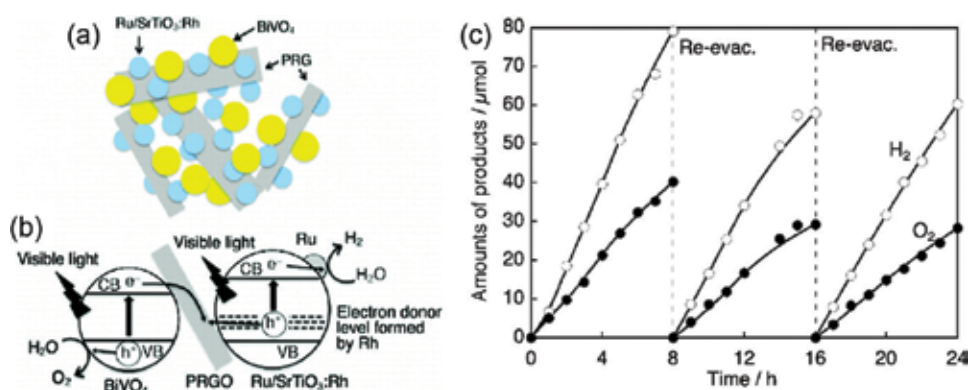 (a)
Ru/SrTiO₃:Rh
BiVO₄
PRG
(b)
Visible light
CB e⁻
H₂O
h⁺
VB
O₂
BiVO₄
PRGO
Visible light
Ru
H₂
CB e⁻
H₂O
h⁺
VB
Electron donor
level formed
by Rh
Ru/SrTiO₃:Rh
(c)
Amounts of products / μmol
80
70
60
50
40
30
20
10
0
Re-evac.
Re-evac.
H₂
O₂
0 4 8 12 16 20 24
Time / h